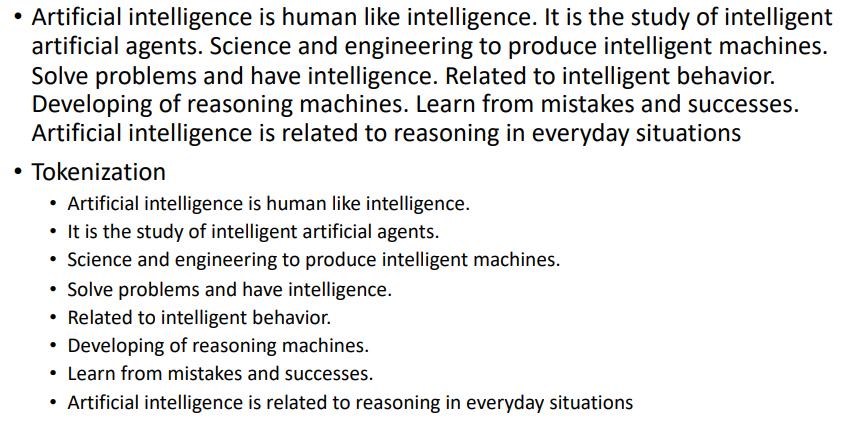 • Artificial intelligence is human like intelligence. It is the study of intelligent
artificial agents. Science and engineering to produce intelligent machines.
Solve problems and have intelligence. Related to intelligent behavior.
Developing of reasoning machines. Learn from mistakes and successes.
Artificial intelligence is related to reasoning in everyday situations
• Tokenization
• Artificial intelligence is human like intelligence.
• It is the study of intelligent artificial agents.
• Science and engineering to produce intelligent machines.
• Solve problems and have intelligence.
• Related to intelligent behavior.
• Developing of reasoning machines.
• Learn from mistakes and successes.
• Artificial intelligence is related to reasoning in everyday situations